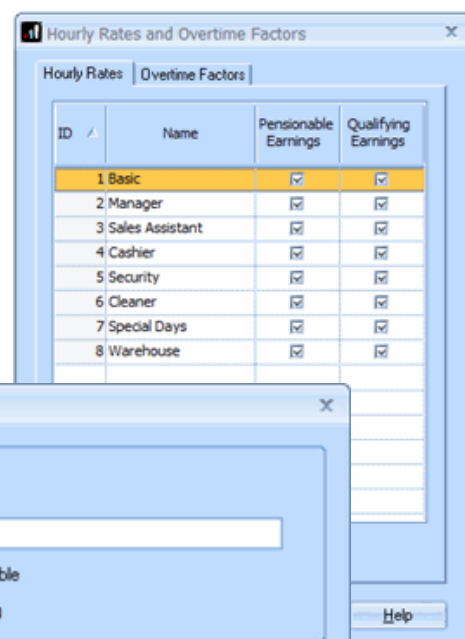 Hourly Rates and Overtime Factors
Hourly Rates Overtime Factors
ID Name Pensionable Earnings Qualifying Earnings
1 Basic
2 Manager
3 Sales Assistant
4 Cashier
5 Security
6 Cleaner
7 Special Days
8 Warehouse
ble
Help